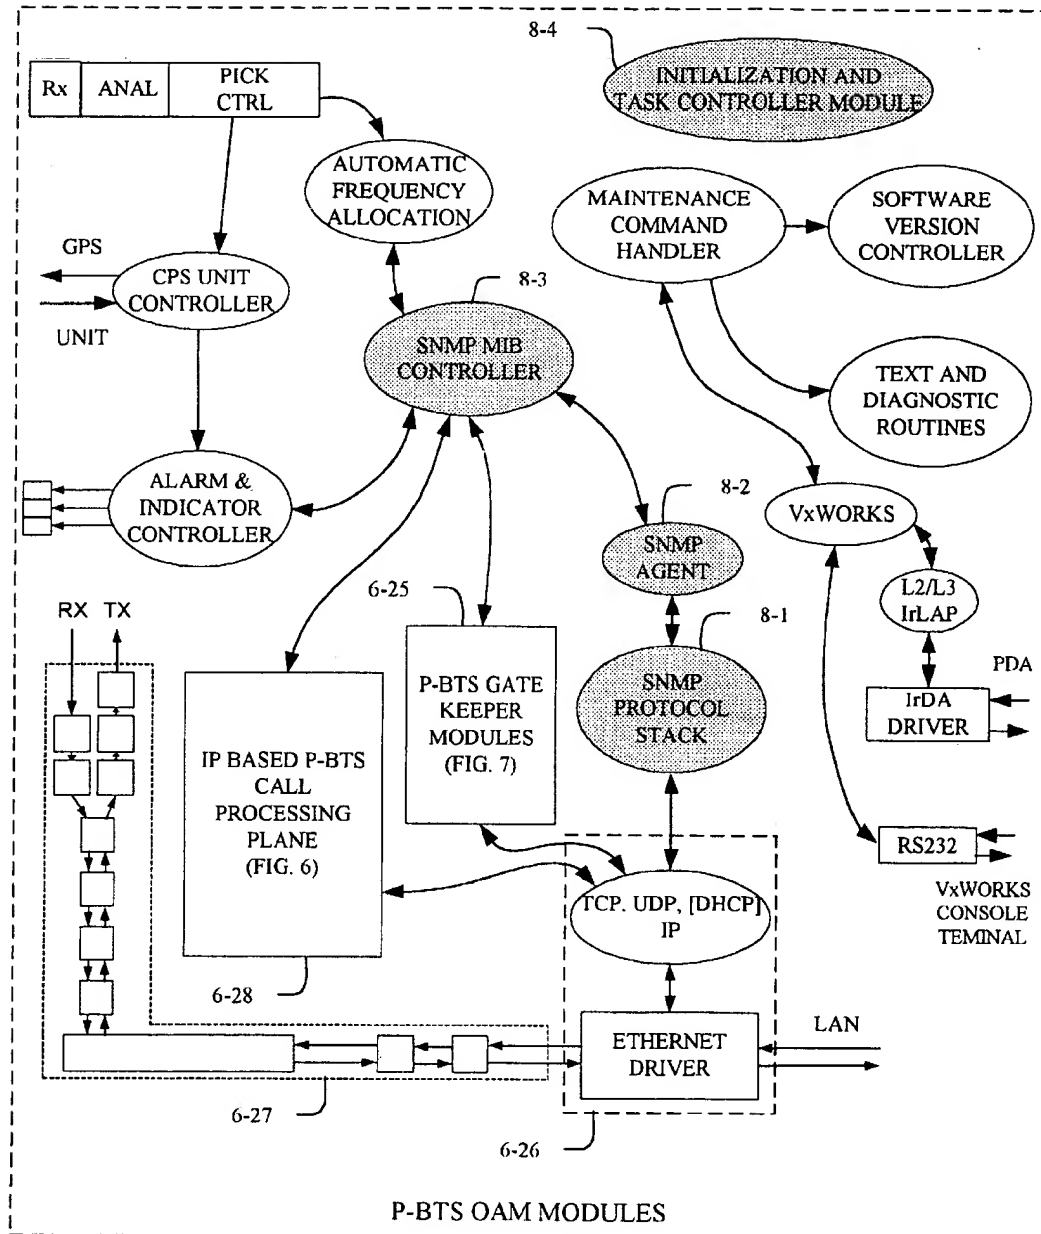 8-4
Rx
ANAL
PICK
CTRL
INITIALIZATION AND
TASK CONTROLLER MODULE
AUTOMATIC
FREQUENCY
ALLOCATION
MAINTENANCE
COMMAND
HANDLER
SOFTWARE
VERSION
CONTROLLER
GPS
CPS UNIT
CONTROLLER
UNIT
8-3
SNMP MIB
CONTROLLER
TEXT AND
DIAGNOSTIC
ROUTINES
ALARM &
INDICATOR
CONTROLLER
8-2
VxWORKS
SNMP
AGENT
L2/L3
IrLAP
6-25
8-1
RX
TX
PDA
P-BTS GATE
KEEPER
MODULES
(FIG. 7)
SNMP
PROTOCOL
STACK
IrDA
DRIVER
IP BASED P-BTS
CALL
PROCESSING
PLANE
(FIG. 6)
RS232
VxWORKS
CONSOLE
TEMINAL
TCP. UDP, [DHCP]
IP
6-28
LAN
ETHERNET
DRIVER
6-27
6-26
P-BTS OAM MODULES